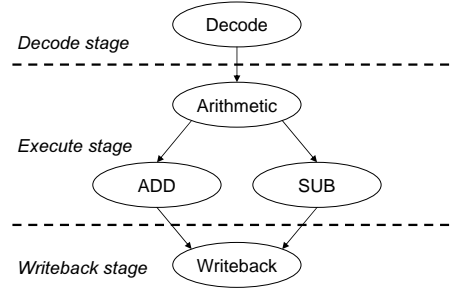 Decode
Decode stage
Arithmetic
Execute stage
ADD SUB
Writeback stage
Writeback